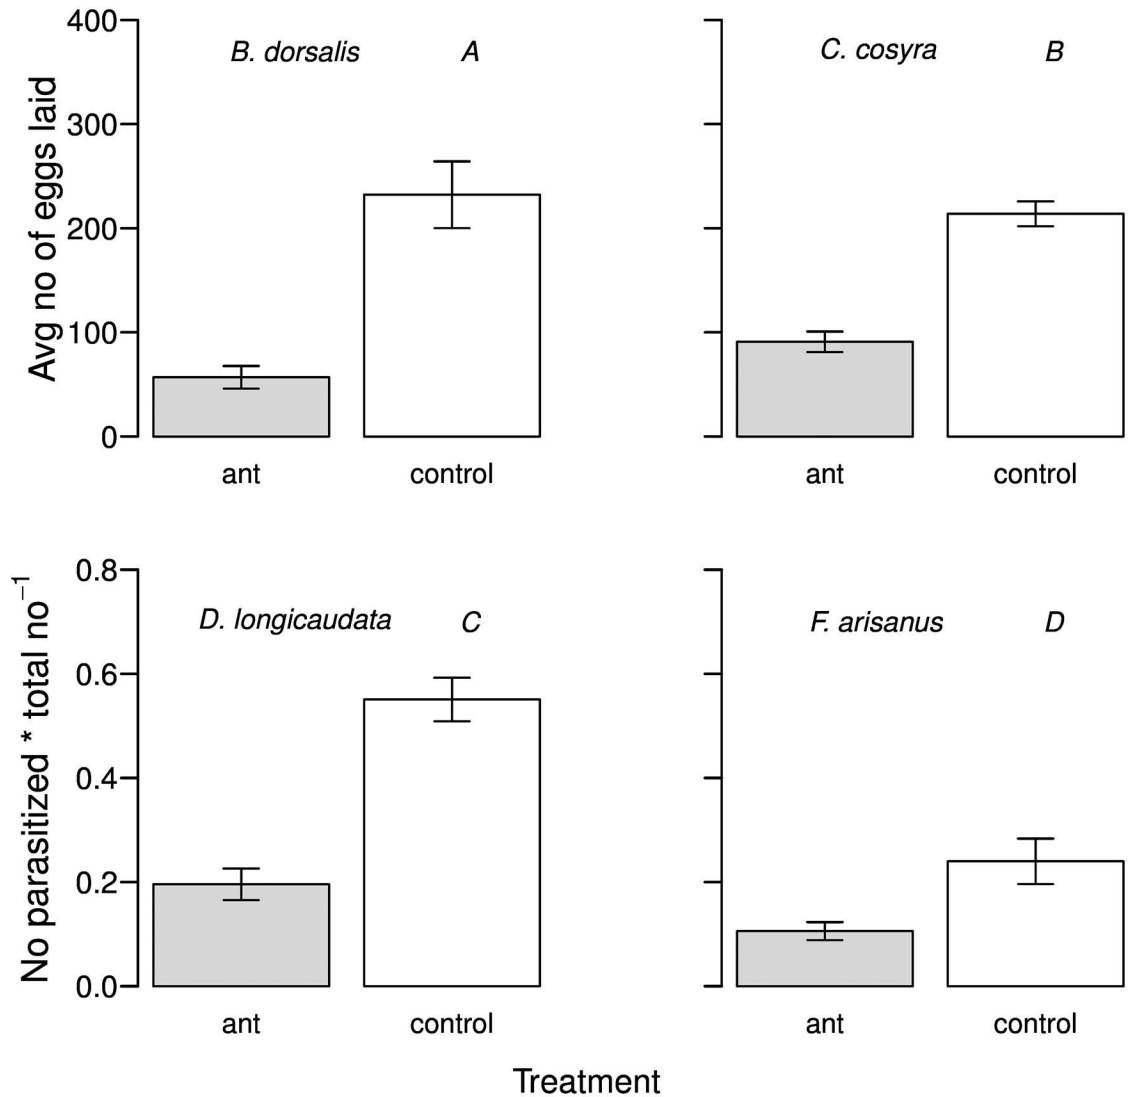 Avg no of eggs laid
400
300
200
100
0
B. dorsalis A
ant control
C. cosyra B
ant control
No parasitized * total no⁻¹
0.8
0.6
0.4
0.2
0.0
D. longicaudata C
ant control
F. arisanus D
ant control
Treatment